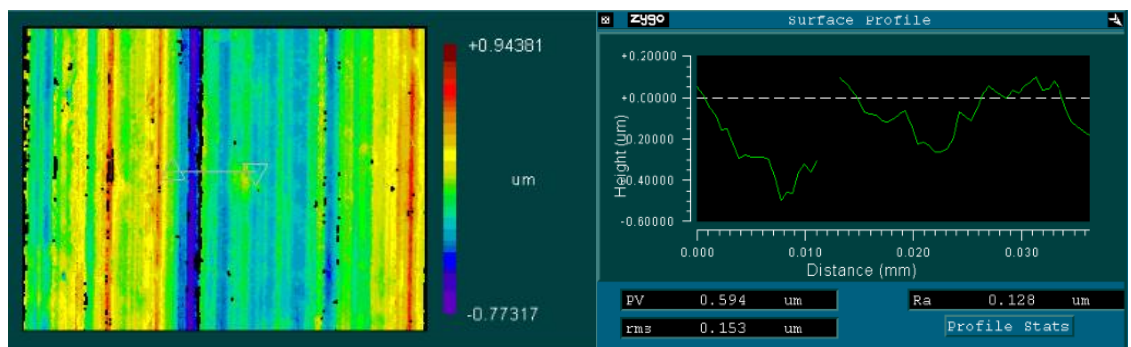 +0.94381
um
-0.77317
zygo Surface Profile
+0.20000
+0.00000
-0.20000
-0.40000
-0.60000
Height (um)
0.000 0.010 0.020 0.030
Distance (mm)
PV 0.594 um
rms 0.153 um
Ra 0.128 um
Profile Stats